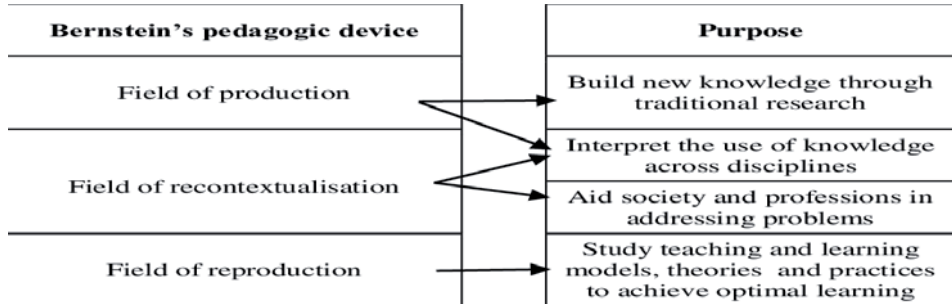 Bernstein's pedagogic device
Purpose
Field of production
Build new knowledge through
traditional research
Field of recontextualisation
Interpret the use of knowledge
across disciplines
Aid society and professions in
addressing problems
Field of reproduction
Study teaching and learning
models, theories and practices
to achieve optimal learning